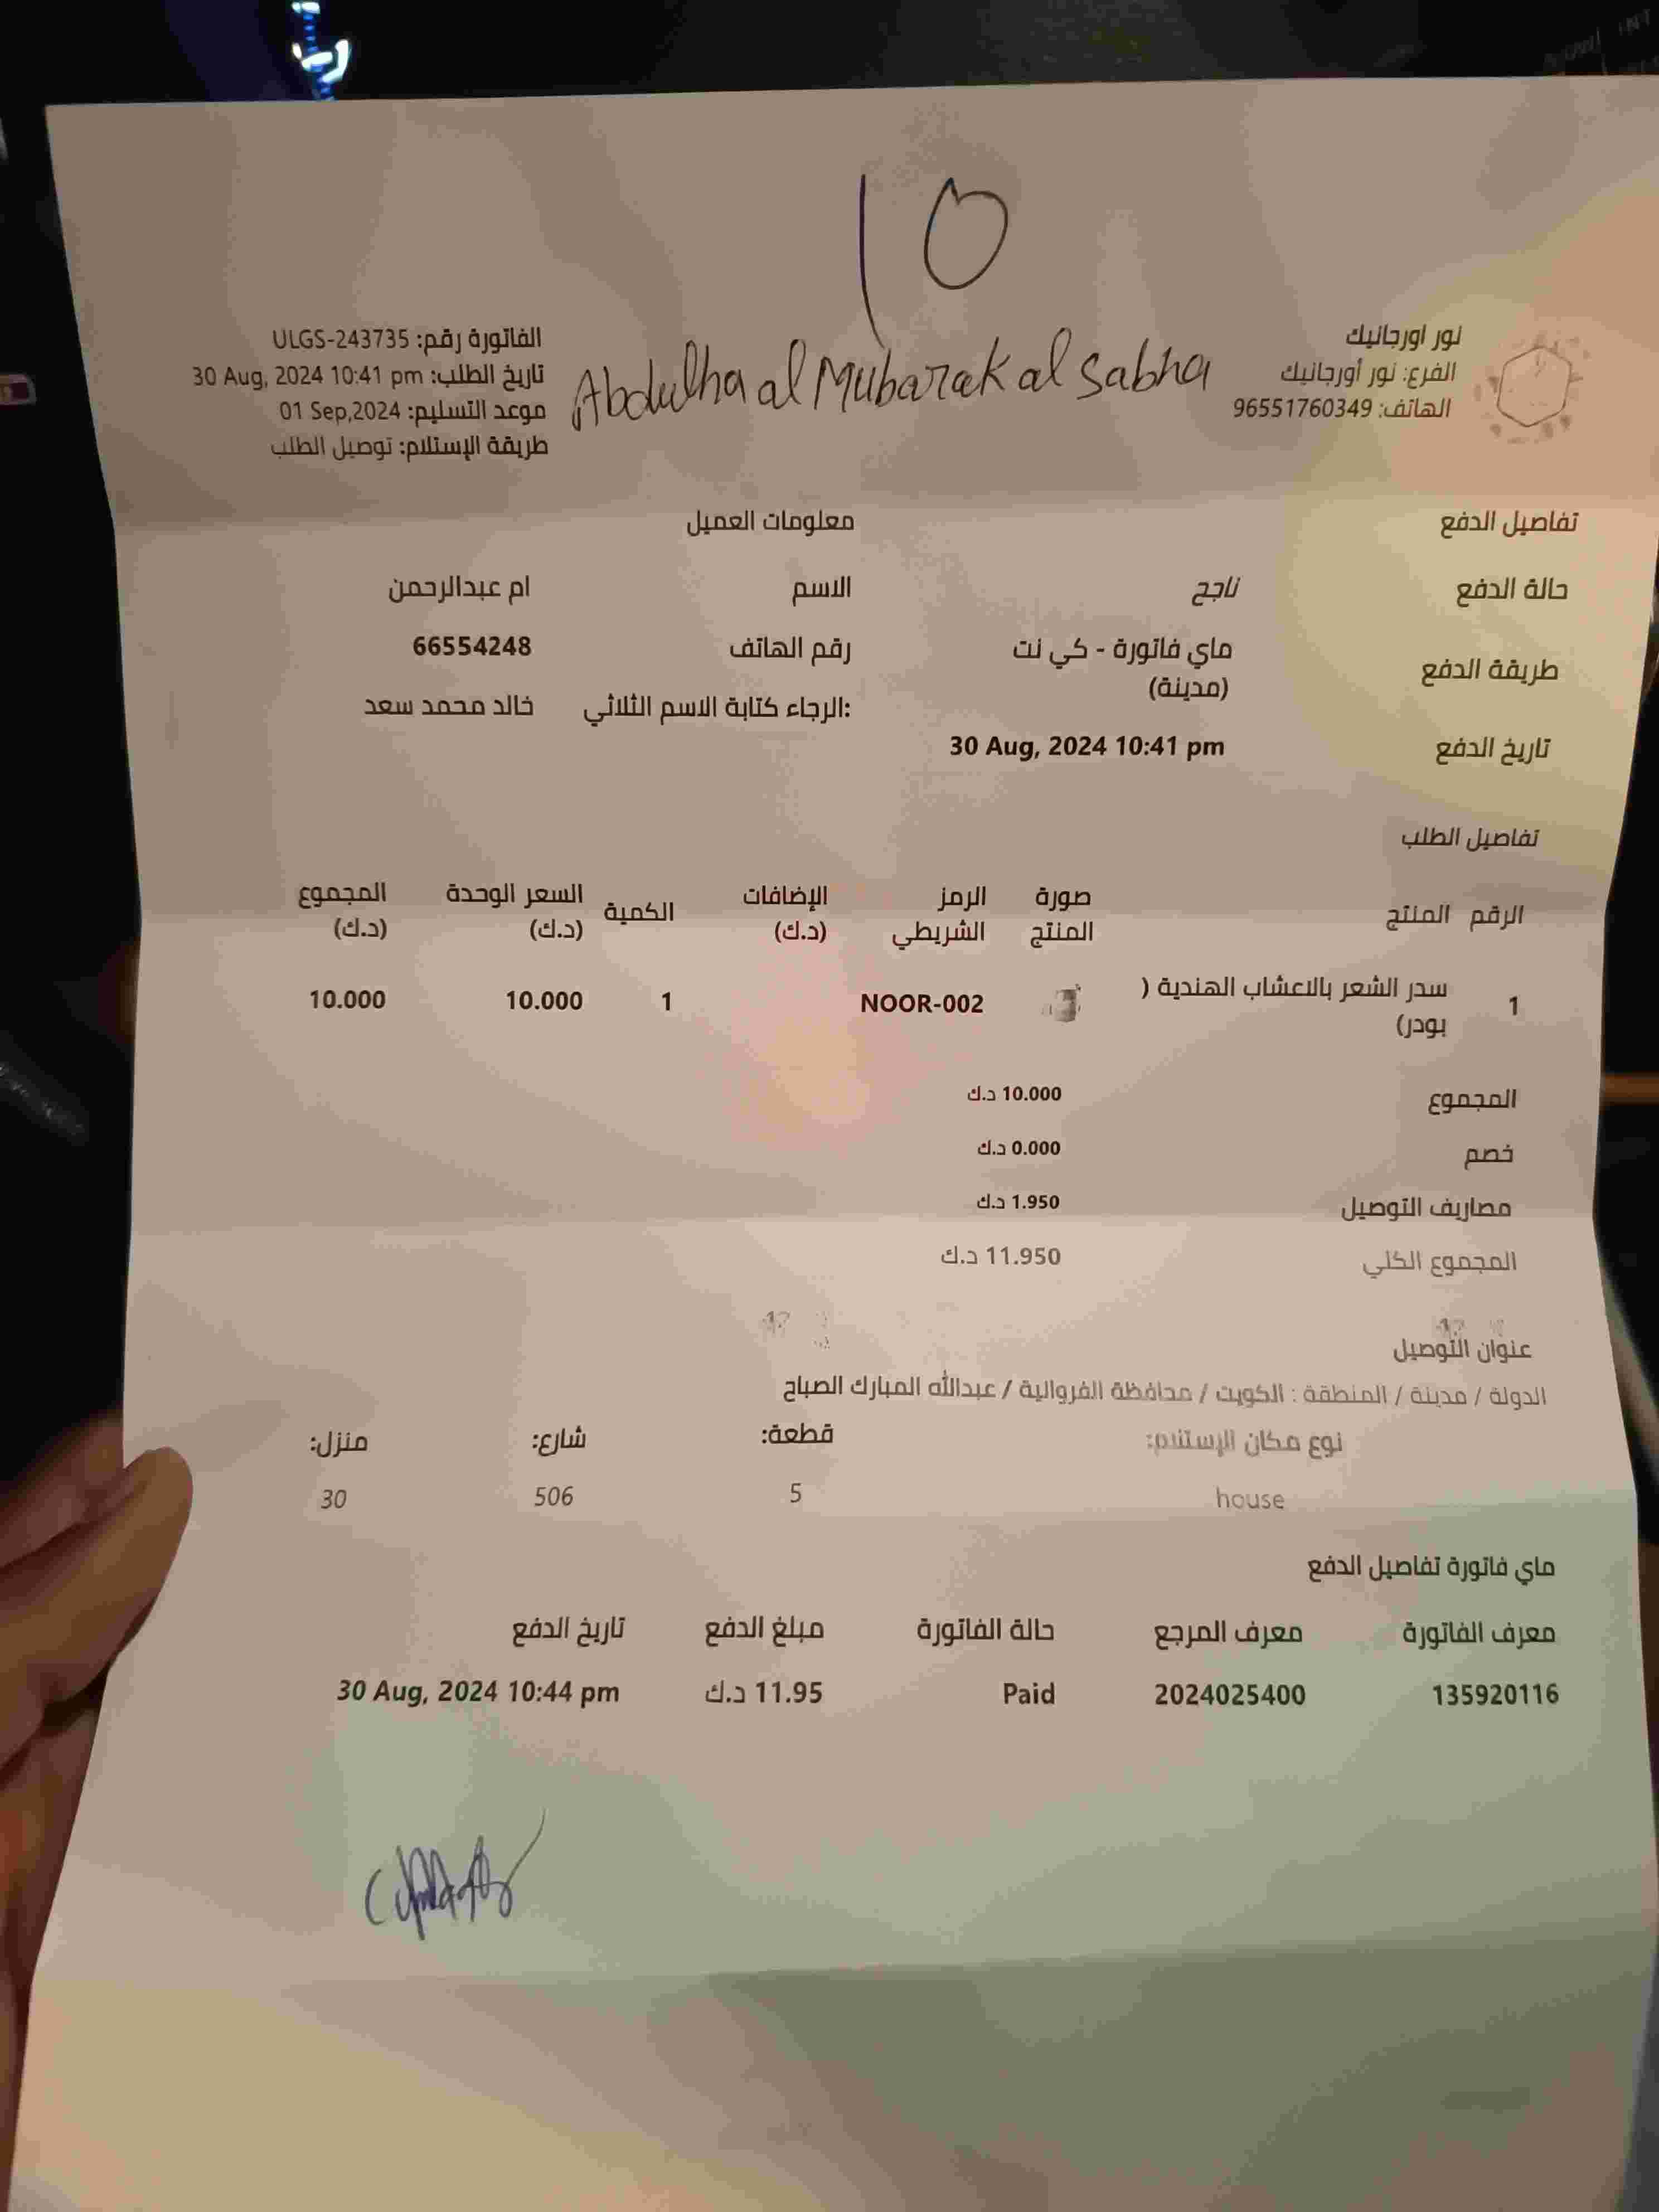 10
Abdulha al Mubarak al sabha
نور اورجانيك
الفرع: نور أورجانيك
الهاتف: 96551760349
الفاتورة رقم: ULGS-243735
تاريخ الطلب: 30 Aug, 2024 10:41 pm
موعد التسليم: 01 Sep,2024
طريقة الإستلام: توصيل الطلب
تفاصيل الدفع
حالة الدفع ناجح
طريقة الدفع ماي فاتورة - كي نت
(مدينة)
تاريخ الدفع 30 Aug, 2024 10:41 pm
معلومات العميل
الاسم ام عبدالرحمن
رقم الهاتف 66554248
:الرجاء كتابة الاسم الثلاثي خالد محمد سعد
تفاصيل الطلب
الرقم المنتج صورة المنتج الرمز الشريطي الإضافات (د.ك) الكمية السعر الوحدة (د.ك) المجموع (د.ك)
1 سدر الشعر بالاعشاب الهندية ( NOOR-002 1 10.000 10.000
بودر)
المجموع 10.000 د.ك
خصم 0.000 د.ك
مصاريف التوصيل 1.950 د.ك
المجموع الكلي 11.950 د.ك
عنوان التوصيل
الدولة / مدينة / المنطقة : الكويت / محافظة الفروانية / عبدالله المبارك الصباح
نوع مكان الإستلام: قطعة: شارع: منزل:
house 5 506 30
ماي فاتورة تفاصيل الدفع
معرف الفاتورة معرف المرجع حالة الفاتورة مبلغ الدفع تاريخ الدفع
135920116 2024025400 Paid 11.95 د.ك 30 Aug, 2024 10:44 pm